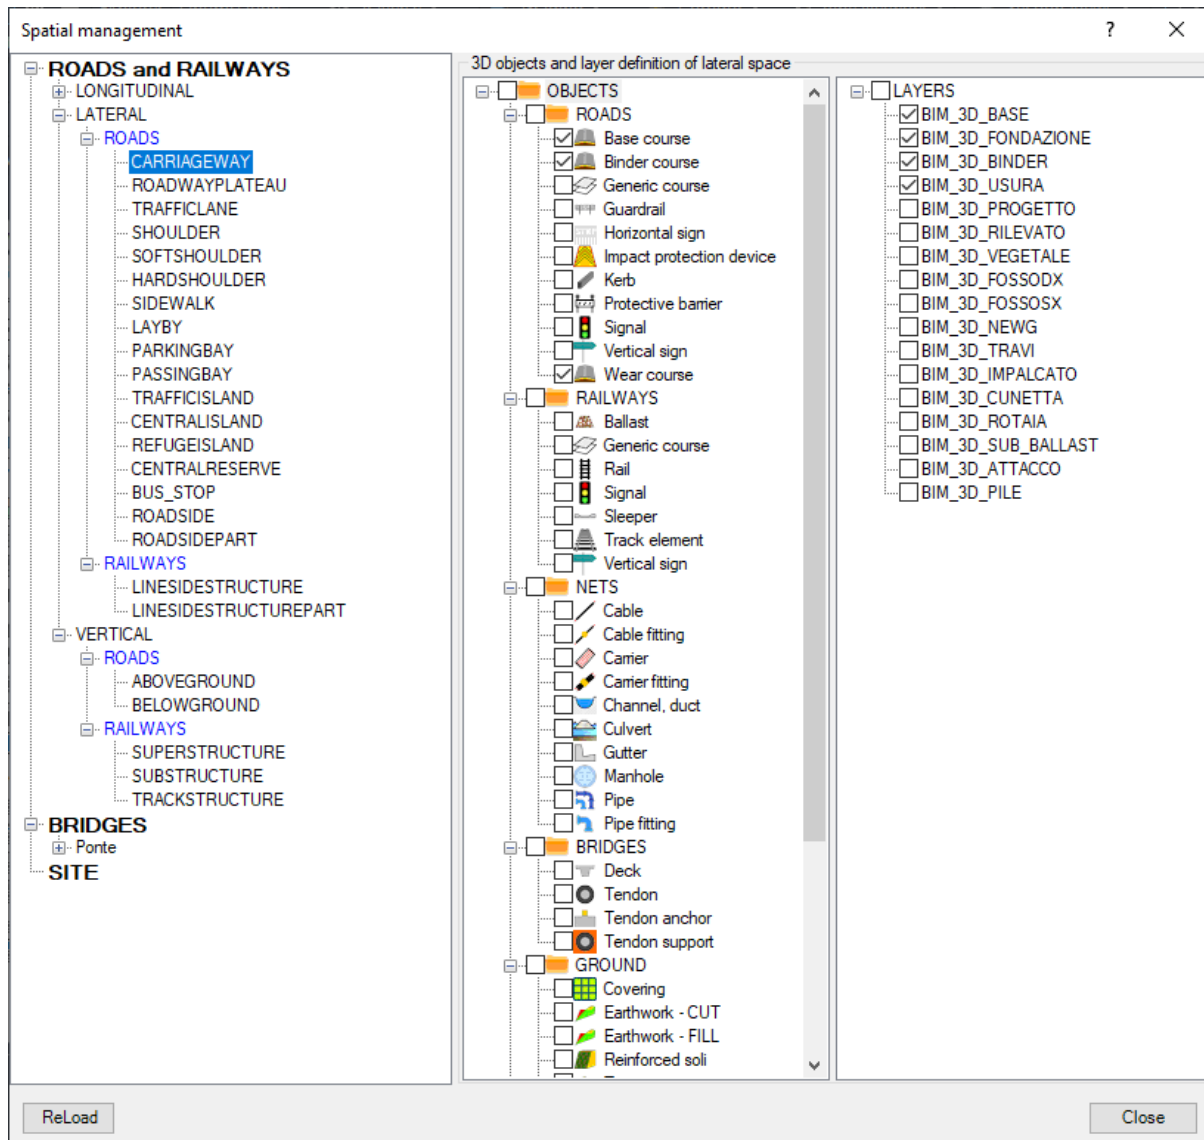 Spatial management
?
ROADS and RAILWAYS
LONGITUDINAL
LATERAL
ROADS
CARRIAGEWAY
ROADWAYPLATEAU
TRAFFICLANE
SHOULDER
SOFTSHOULDER
HARDSHOULDER
SIDEWALK
LAYBY
PARKINGBAY
PASSINGBAY
TRAFFICISLAND
CENTRALISLAND
REFUGEISLAND
CENTRALRESERVE
BUS_STOP
ROADSIDE
ROADSIDEPART
RAILWAYS
LINESIDESTRUCTURE
LINESIDESTRUCTUREPART
VERTICAL
ROADS
ABOVEGROUND
BELOWGROUND
RAILWAYS
SUPERSTRUCTURE
SUBSTRUCTURE
TRACKSTRUCTURE
BRIDGES
Ponte
SITE
3D objects and layer definition of lateral space
OBJECTS
ROADS
Base course
Binder course
Generic course
Guardrail
Horizontal sign
Impact protection device
Kerb
Protective barrier
Signal
Vertical sign
Wear course
RAILWAYS
Ballast
Generic course
Rail
Signal
Sleeper
Track element
Vertical sign
NETS
Cable
Cable fitting
Carrier
Carrier fitting
Channel, duct
Culvert
Gutter
Manhole
Pipe
Pipe fitting
BRIDGES
Deck
Tendon
Tendon anchor
Tendon support
GROUND
Covering
Earthwork - CUT
Earthwork - FILL
Reinforced soli
LAYERS
BIM_3D_BASE
BIM_3D_FONDAZIONE
BIM_3D_BINDER
BIM_3D_USURA
BIM_3D_PROGETTO
BIM_3D_RILEVATO
BIM_3D_VEGETALE
BIM_3D_FOSSODX
BIM_3D_FOSSOSX
BIM_3D_NEWG
BIM_3D_TRAVI
BIM_3D_IMPALCATO
BIM_3D_CUNETTA
BIM_3D_ROTAIA
BIM_3D_SUB_BALLAST
BIM_3D_ATTACCO
BIM_3D_PILE
ReLoad
Close